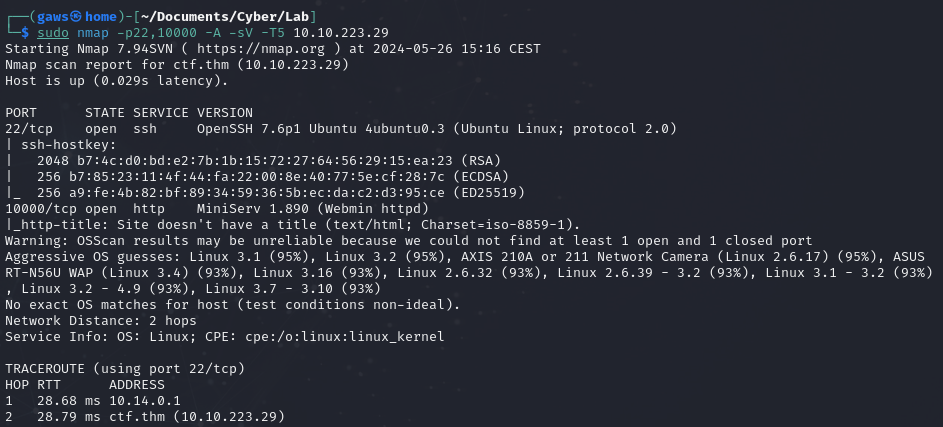 ┌──(gaws㉿home)-[~/Documents/Cyber/Lab]
└─$ sudo nmap -p22,10000 -A -sV -T5 10.10.223.29
Starting Nmap 7.94SVN ( https://nmap.org ) at 2024-05-26 15:16 CEST
Nmap scan report for ctf.thm (10.10.223.29)
Host is up (0.029s latency).

PORT      STATE SERVICE VERSION
22/tcp    open  ssh     OpenSSH 7.6p1 Ubuntu 4ubuntu0.3 (Ubuntu Linux; protocol 2.0)
| ssh-hostkey:
|   2048 b7:4c:d0:bd:e2:7b:1b:15:72:27:64:56:29:15:ea:23 (RSA)
|   256 b7:85:23:11:4f:44:fa:22:00:8e:40:77:5e:cf:28:7c (ECDSA)
|_  256 a9:fe:4b:82:bf:89:34:59:36:5b:ec:da:c2:d3:95:ce (ED25519)
10000/tcp open  http    MiniServ 1.890 (Webmin httpd)
|_http-title: Site doesn't have a title (text/html; Charset=iso-8859-1).
Warning: OSScan results may be unreliable because we could not find at least 1 open and 1 closed port
Aggressive OS guesses: Linux 3.1 (95%), Linux 3.2 (95%), AXIS 210A or 211 Network Camera (Linux 2.6.17) (95%), ASUS
RT-N56U WAP (Linux 3.4) (93%), Linux 3.16 (93%), Linux 2.6.32 (93%), Linux 2.6.39 - 3.2 (93%), Linux 3.1 - 3.2 (93%)
, Linux 3.2 - 4.9 (93%), Linux 3.7 - 3.10 (93%)
No exact OS matches for host (test conditions non-ideal).
Network Distance: 2 hops
Service Info: OS: Linux; CPE: cpe:/o:linux:linux_kernel

TRACEROUTE (using port 22/tcp)
HOP RTT      ADDRESS
1   28.68 ms 10.14.0.1
2   28.79 ms ctf.thm (10.10.223.29)